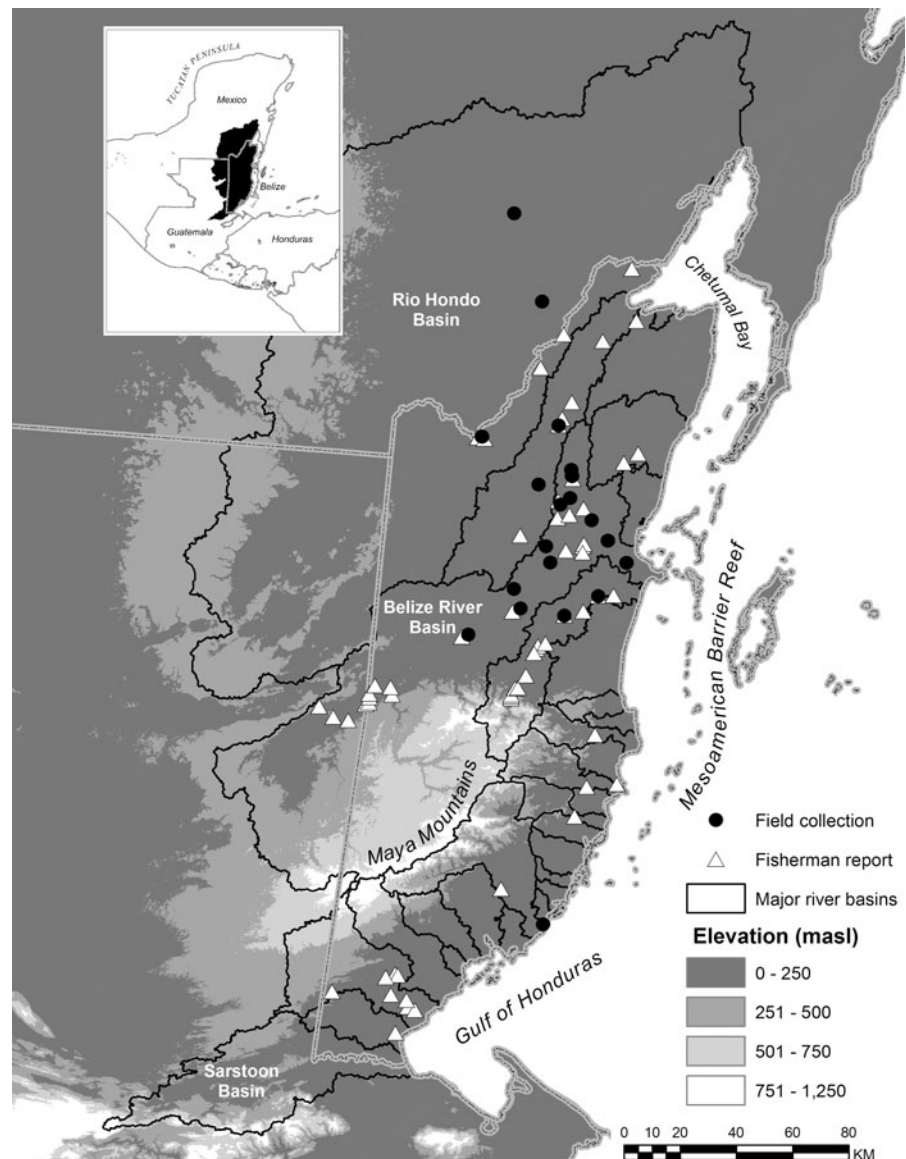 YUCATAN PENINSULA
Mexico
Belize
Guatemala
Honduras
Rio Hondo
Basin
Chetumal Bay
Belize River
Basin
Mesoamerican Barrier Reef
Maya Mountains
Gulf of Honduras
Sarstoon
Basin
Field collection
Fisherman report
Major river basins
Elevation (masl)
0 - 250
251 - 500
501 - 750
751 - 1,250
0 10 20 40 60 80
KM